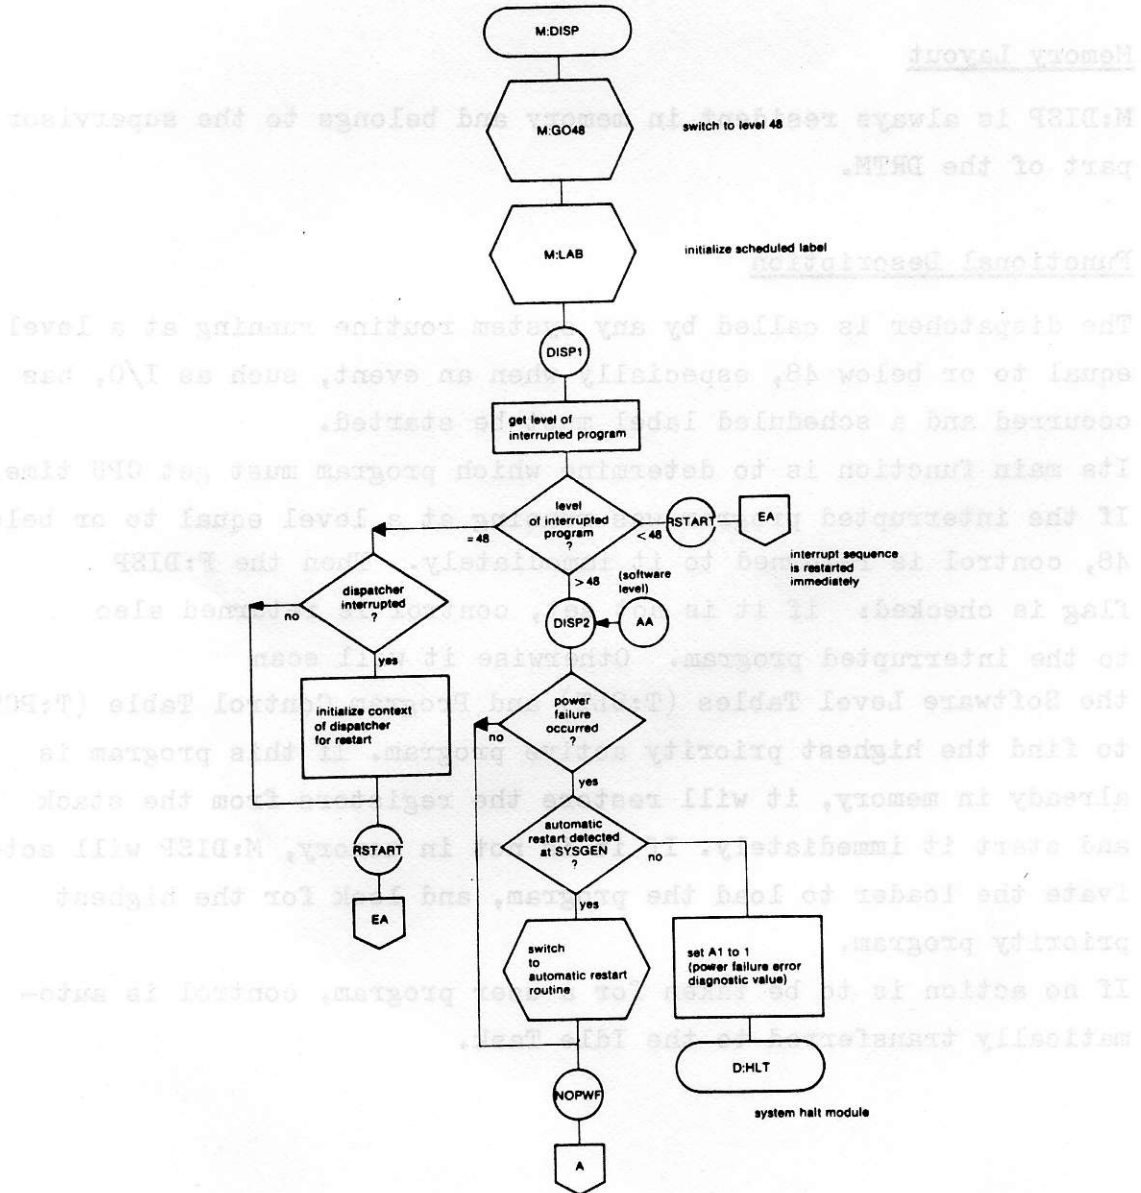 M:DISP
M:GO48
switch to level 48
M:LAB
initialize scheduled label
DISP1
get level of
interrupted program
level
of interrupted
program
?
= 48
< 48
> 48
RSTART
EA
interrupt sequence
is restarted
immediately
(software
level)
dispatcher
interrupted
?
no
yes
DISP2
AA
initialize context
of dispatcher
for restart
power
failure
occurred
?
no
yes
RSTART
EA
automatic
restart detected
at SYSGEN
?
no
yes
switch
to
automatic restart
routine
set A1 to 1
(power failure error
diagnostic value)
D:HLT
system halt module
NOPWF
A
Memory Layout
M:DISP is always resident in memory and belongs to the supervisor
part of the DRTM.
Functional Description
The dispatcher is called by any system routine running at a level
equal to or below 48, especially when an event, such as I/O, has
occurred and a scheduled label must be started.
Its main function is to determine which program must get CPU time.
If the interrupted program was running at a level equal to or
48, control is returned to it immediately. Then the F:DISP
flag is checked: if it is not set, control is returned also
to the interrupted program. Otherwise it will scan
the Software Level Tables and Program Control Table
to find the highest priority active program. If this program is
already in memory, it will restore the registers from the stack
and start it immediately. If it is not in memory, M:DISP will
ivate the loader to load the program, and look for the highest
priority program.
If no action is to be taken for a user program, control is auto-
matically transferred to the Idle Task.